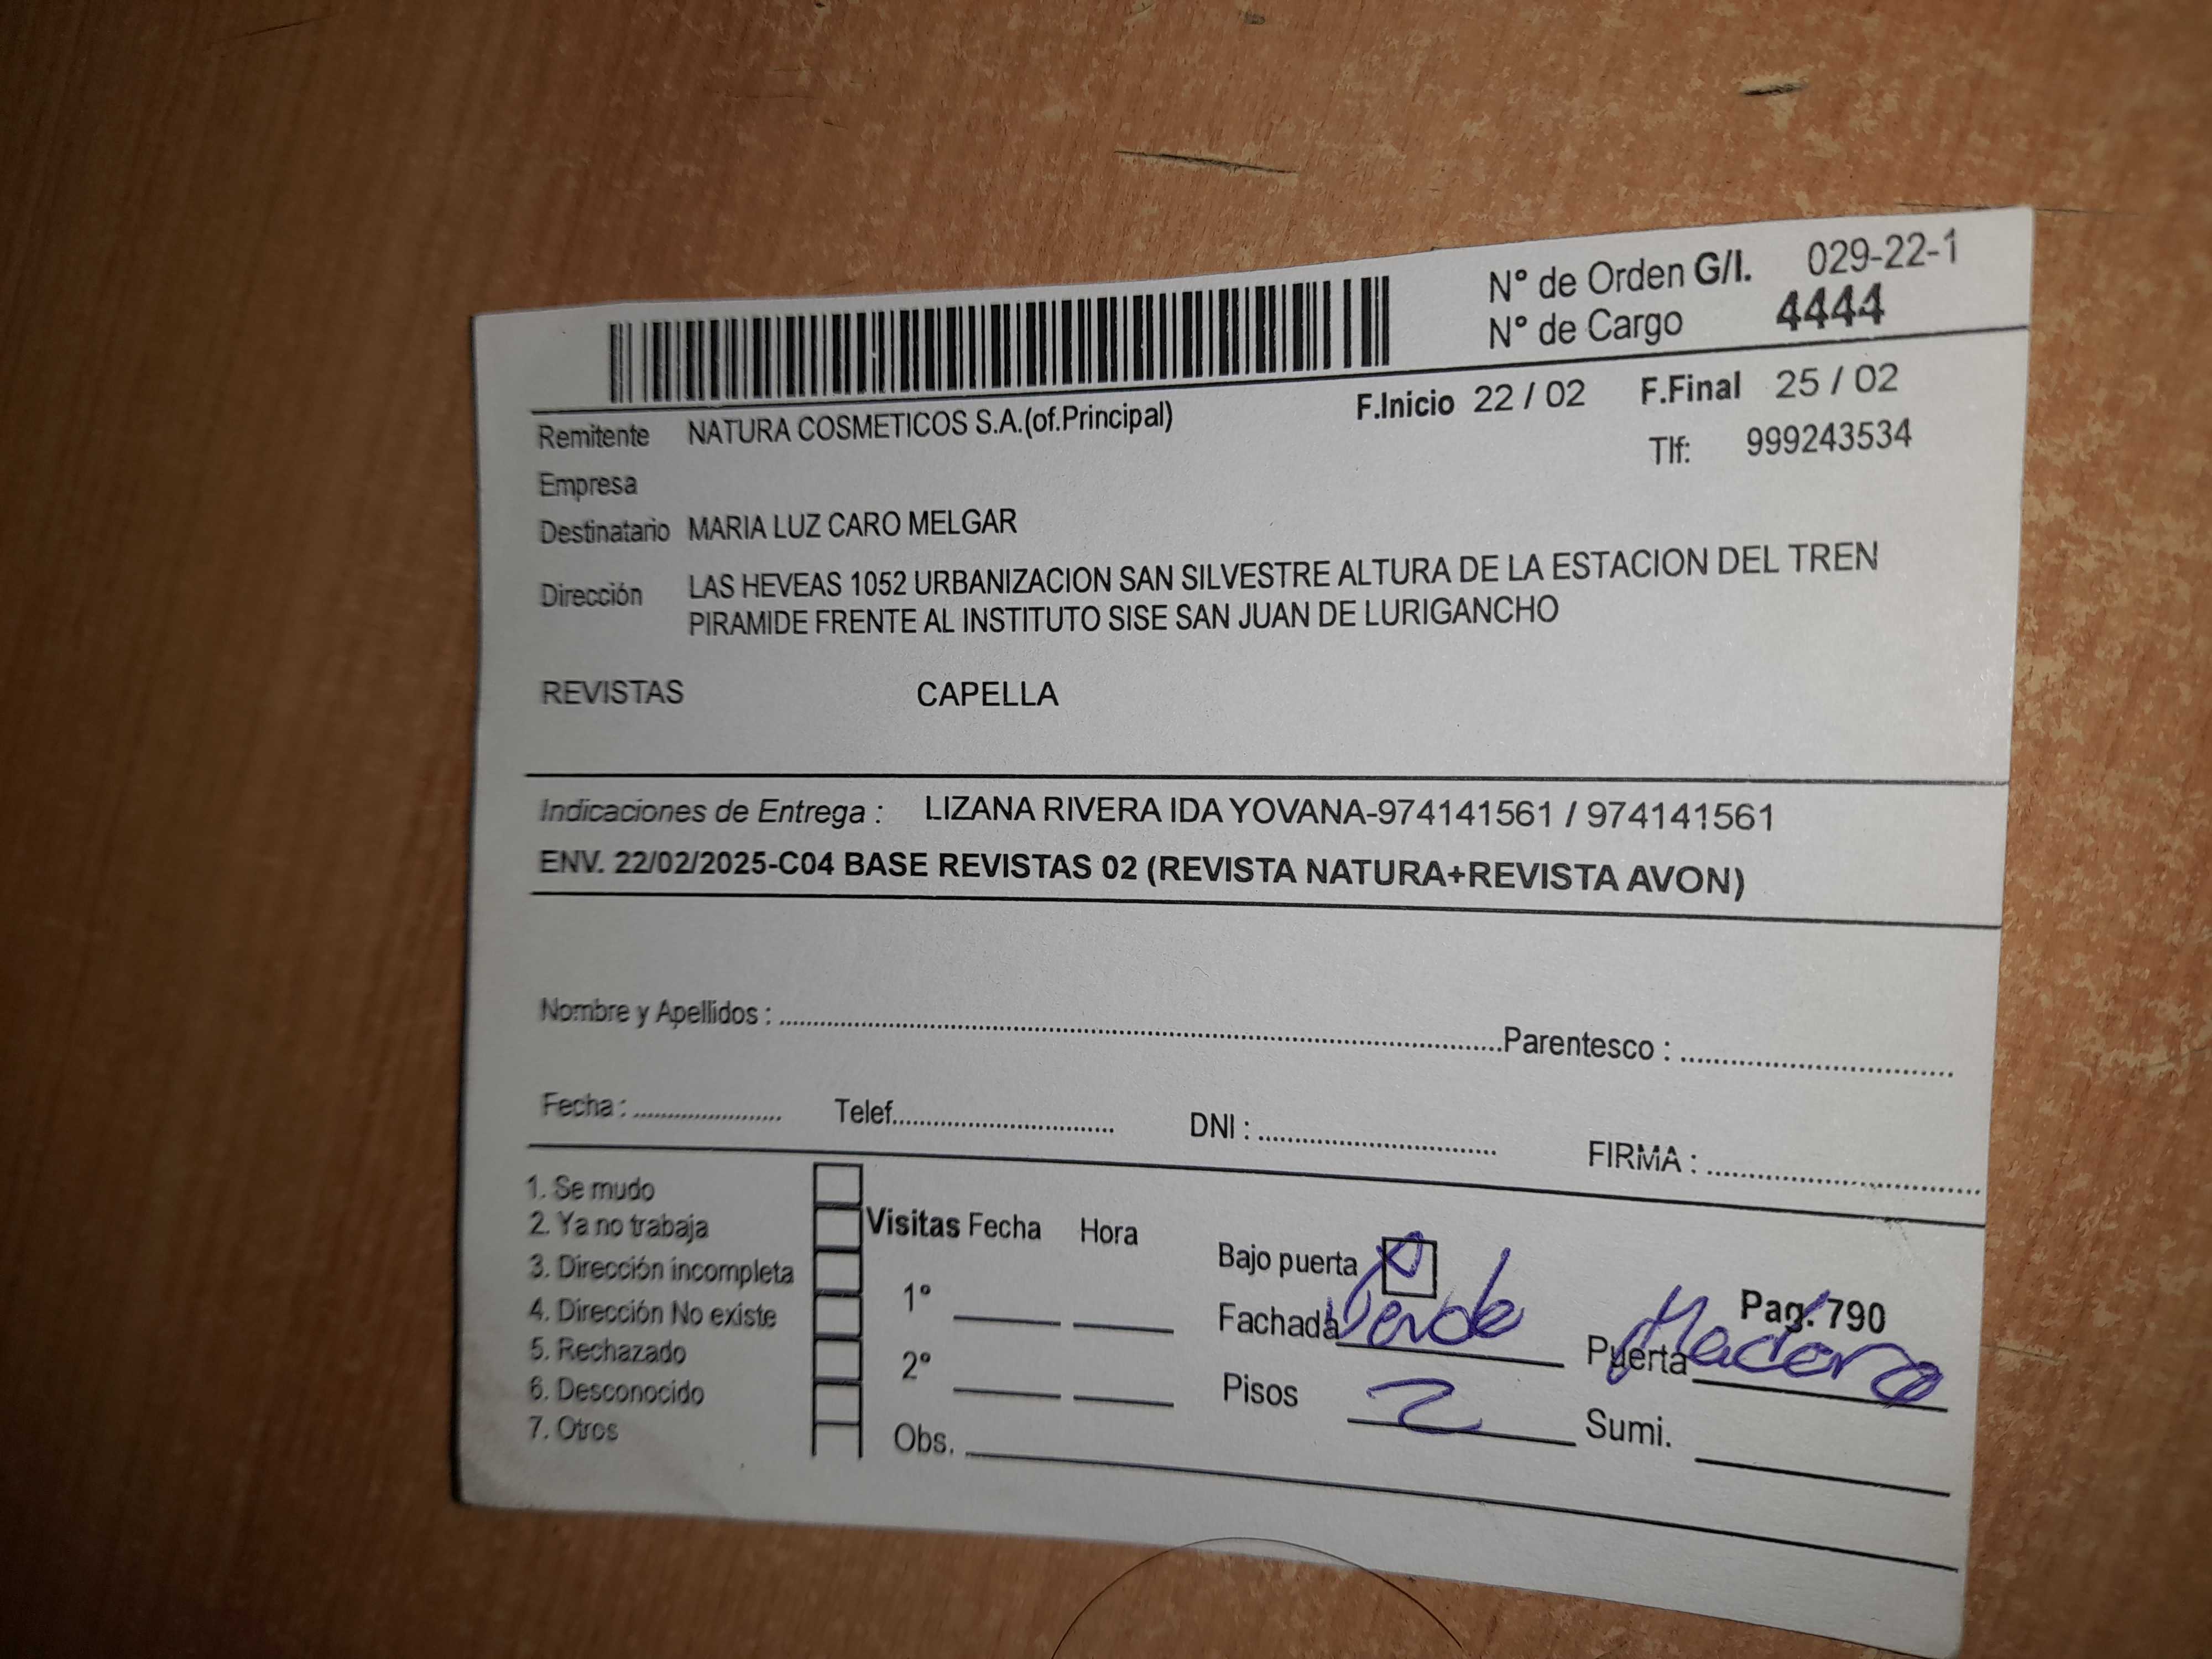 N° de Orden G/I. 029-22-1
N° de Cargo 4444
F.Inicio 22 / 02 F.Final 25 / 02
Remitente NATURA COSMETICOS S.A.(of.Principal)
Tlf: 999243534
Empresa
Destinatario MARIA LUZ CARO MELGAR
Dirección LAS HEVEAS 1052 URBANIZACION SAN SILVESTRE ALTURA DE LA ESTACION DEL TREN
PIRAMIDE FRENTE AL INSTITUTO SISE SAN JUAN DE LURIGANCHO
REVISTAS CAPELLA
Indicaciones de Entrega : LIZANA RIVERA IDA YOVANA-974141561 / 974141561
ENV. 22/02/2025-C04 BASE REVISTAS 02 (REVISTA NATURA+REVISTA AVON)
Nombre y Apellidos : Parentesco :
Fecha : Telef. DNI : FIRMA :
1. Se mudo
2. Ya no trabaja
3. Dirección incompleta
4. Dirección No existe
5. Rechazado
6. Desconocido
7. Otros
Visitas Fecha Hora
1°
2°
Obs.
Bajo puerta
Pag. 790
Fachada Verde Puerta Madera
Pisos 2 Sumi.